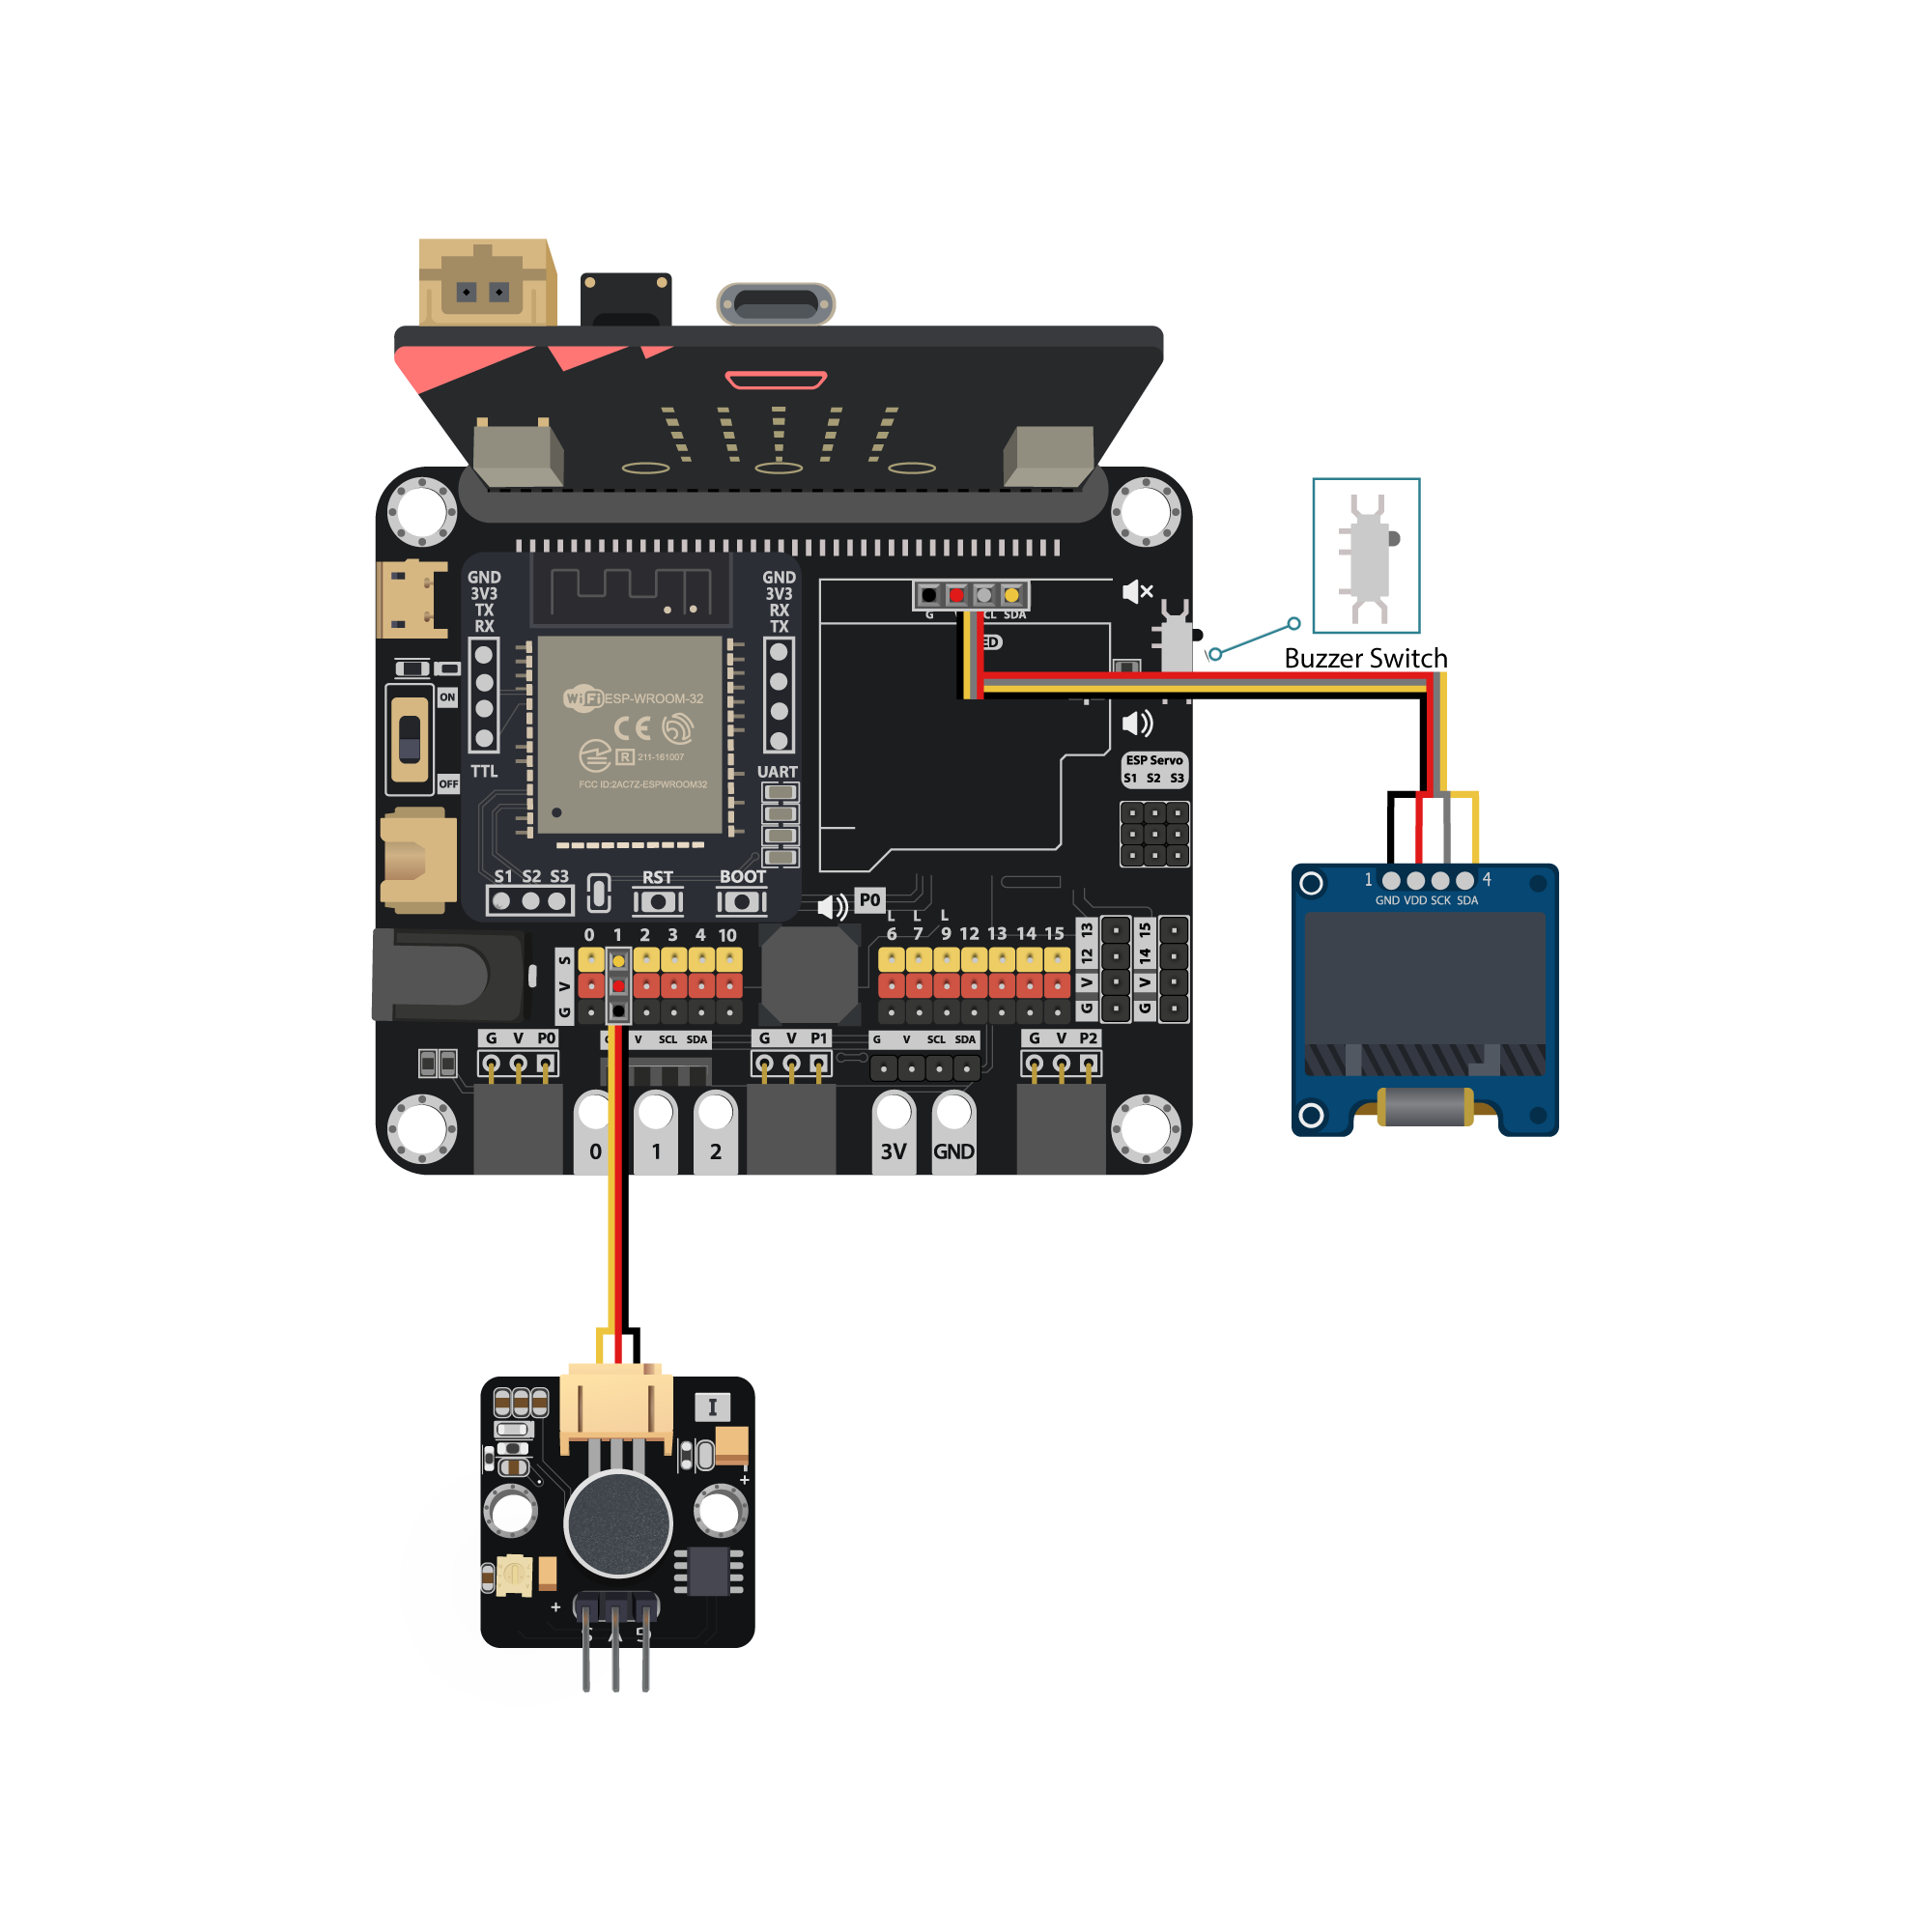 GND
3V3
TX
RX
GND
3V3
RX
TX
G CL SDA
ED
Buzzer Switch
ON
OFF
WiFi ESP-WROOM-32
CE
R 211-161007
FCC ID:2AC7Z-ESPWROOM32
TTL
UART
ESP Servo
S1 S2 S3
S1 S2 S3
RST
BOOT
P0
L L L
0 1 2 3 4 10
6 7 9 12 13 14 15
S
V
G
13
12
V
G
15
14
V
G
G V P0
V SCL SDA
G V P1
G V SCL SDA
G V P2
0
1
2
3V
GND
1 4
GND VDD SCK SDA
I
+
+